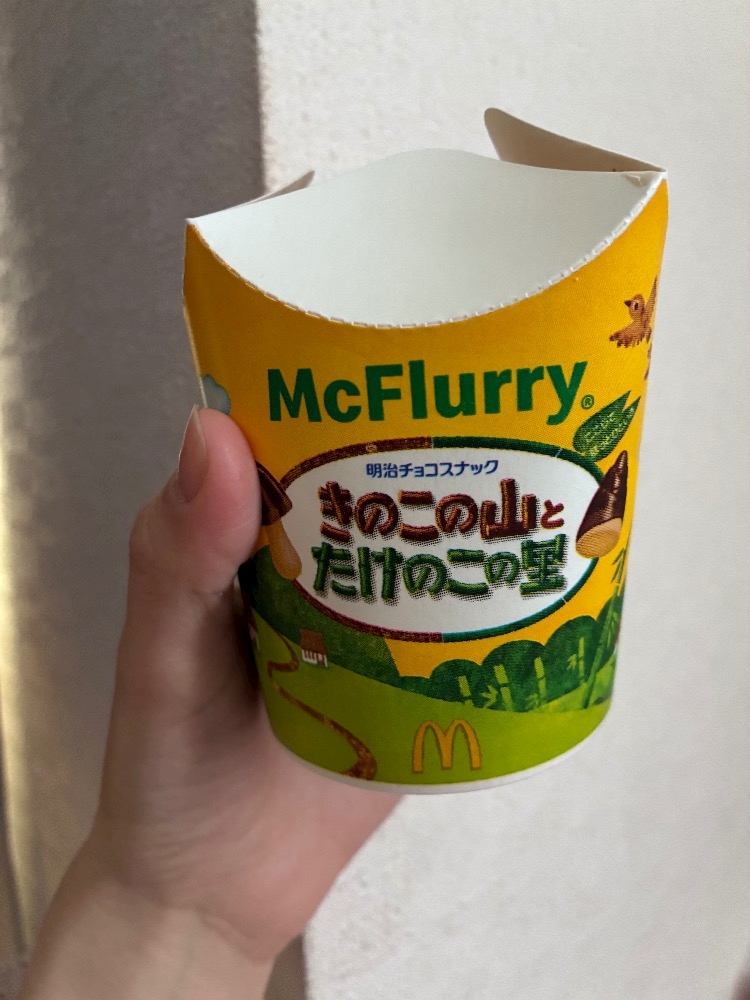 McFlurry®
明治チョコスナック
きのこの山と
たけのこの里